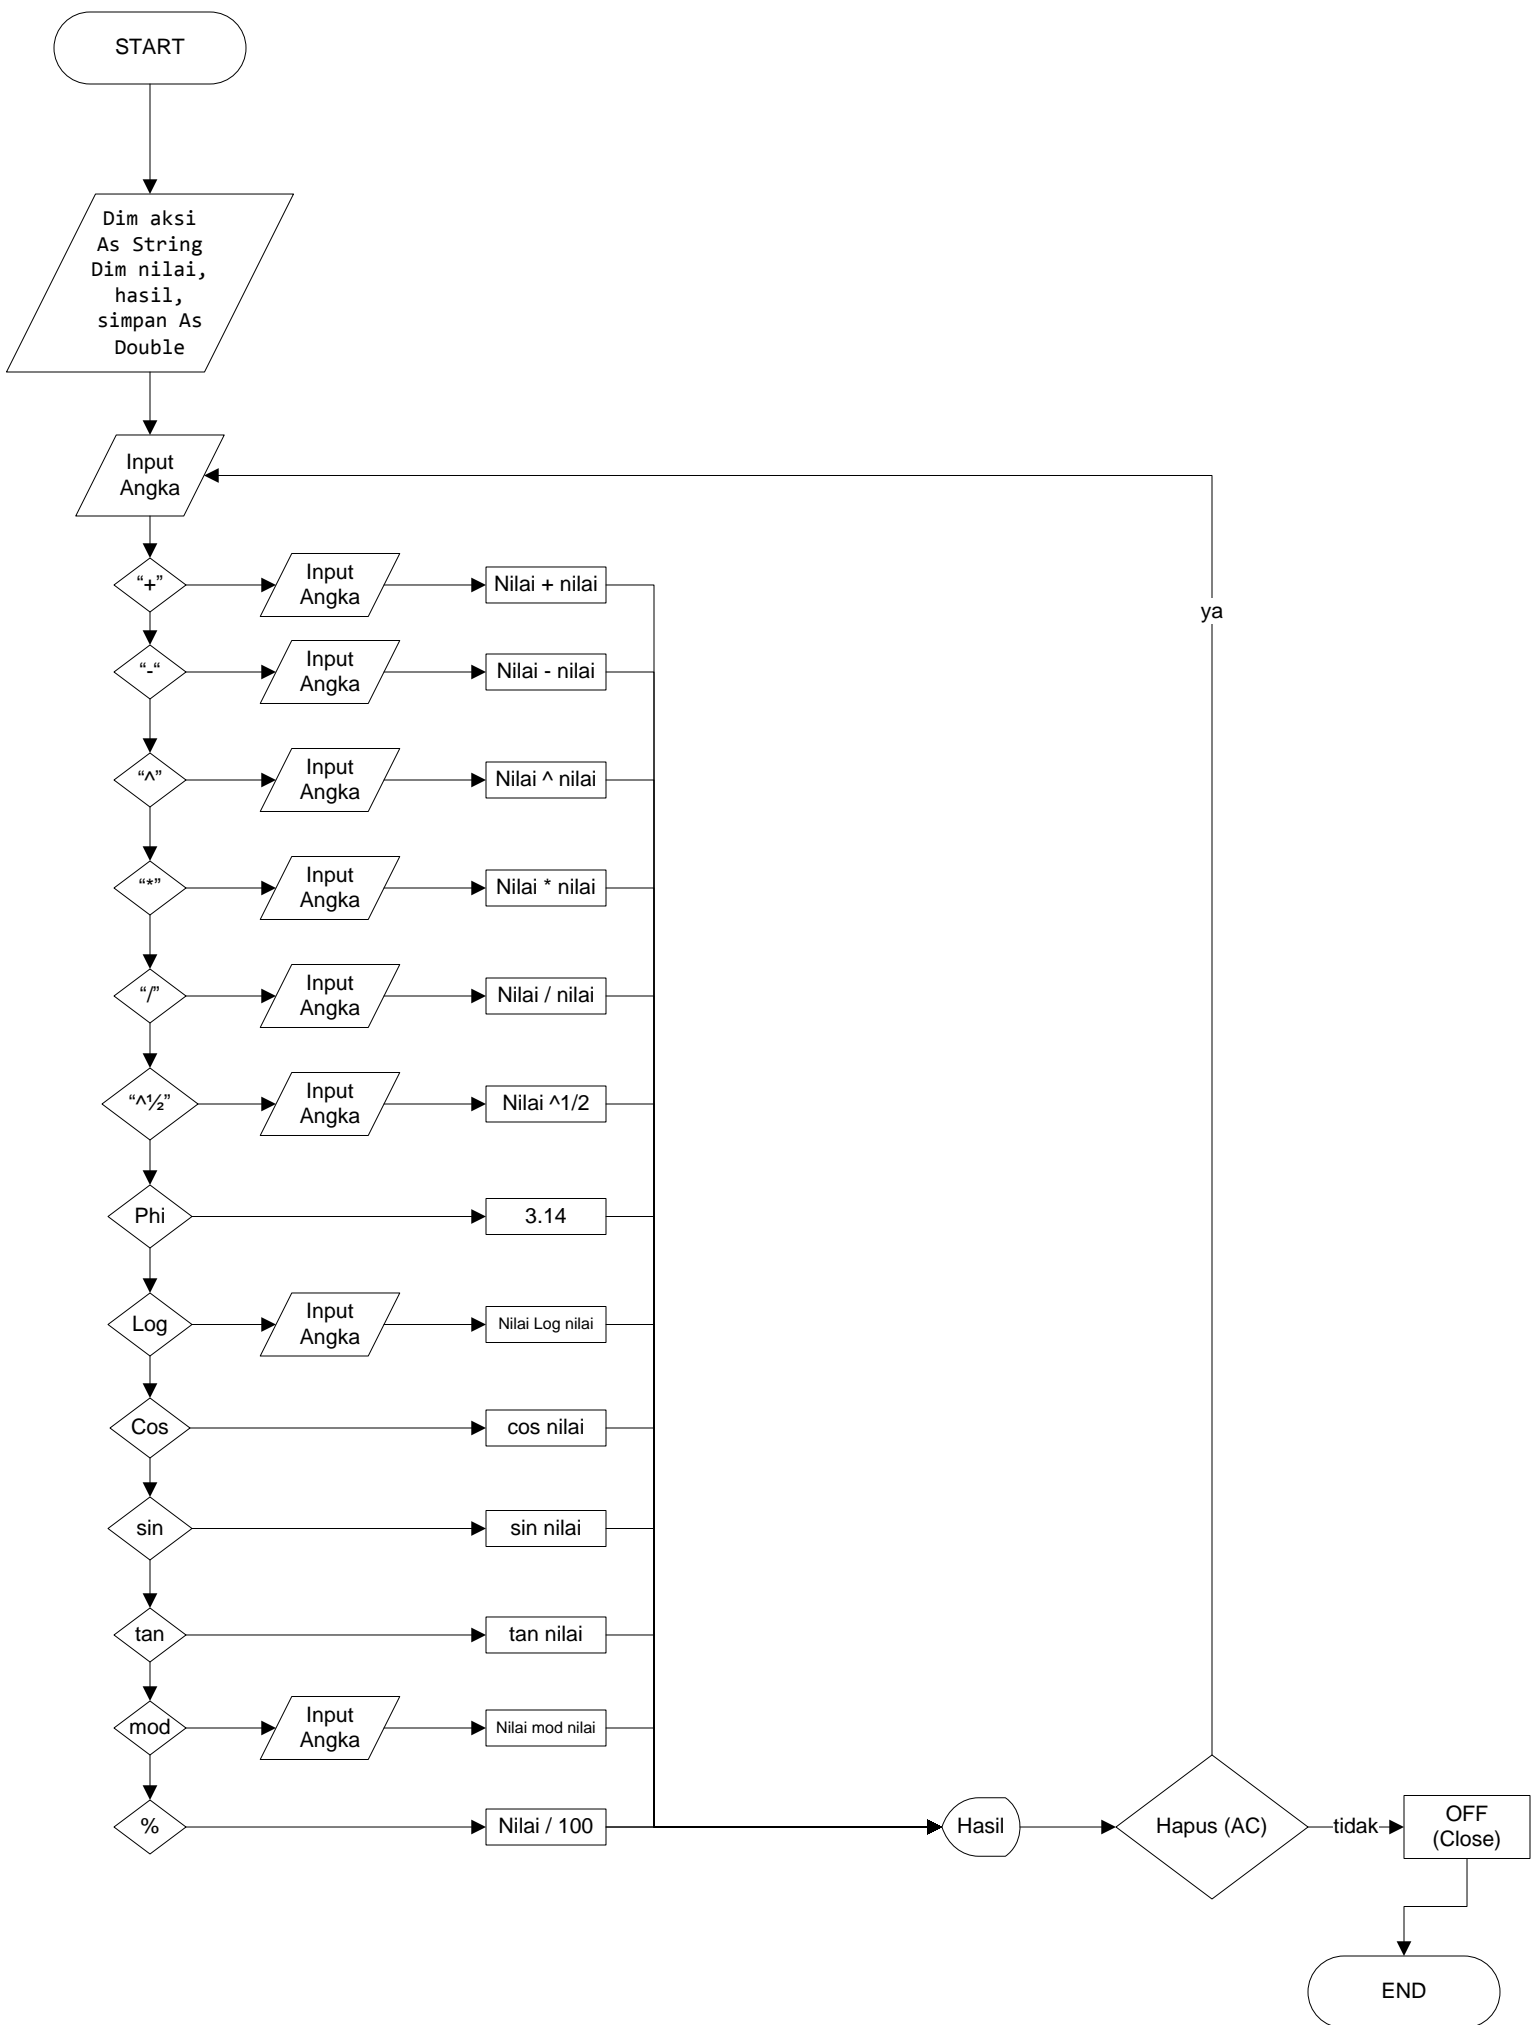 START
Dim aksi
As String
Dim nilai,
hasil,
simpan As
Double
Input
Angka
ya
“+”
Input
Angka
Nilai + nilai
“-“
Input
Angka
Nilai - nilai
“^”
Input
Angka
Nilai ^ nilai
“*”
Input
Angka
Nilai * nilai
“/”
Input
Angka
Nilai / nilai
“^½”
Input
Angka
Nilai ^1/2
Phi
3.14
Log
Input
Angka
Nilai Log nilai
Cos
cos nilai
sin
sin nilai
tan
tan nilai
mod
Input
Angka
Nilai mod nilai
%
Nilai / 100
Hasil
Hapus (AC)
tidak
OFF
(Close)
END